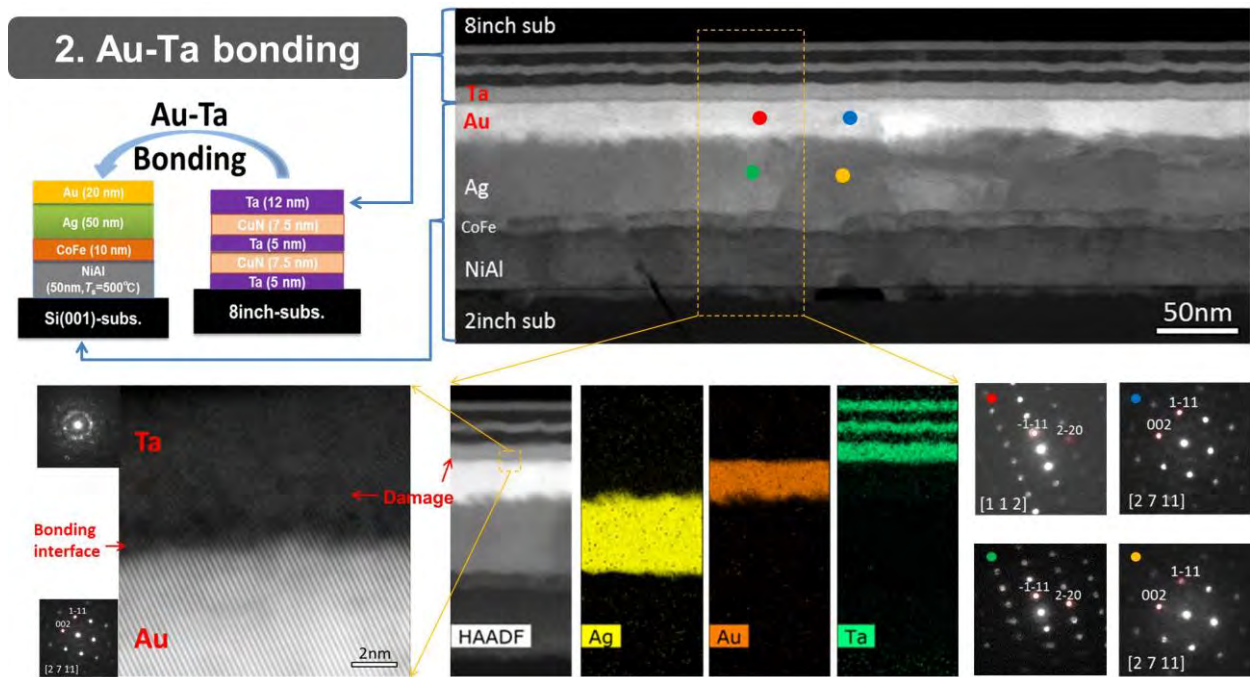 2. Au-Ta bonding
Au-Ta
Bonding
Au (20 nm)
Ag (50 nm)
CoFe (10 nm)
NiAl
(50nm, Ts=500℃)
Si(001)-subs.
Ta (12 nm)
CuN (7.5 nm)
Ta (5 nm)
CuN (7.5 nm)
Ta (5 nm)
8inch-subs.
8inch sub
Ta
Au
Ag
CoFe
NiAl
2inch sub
50nm
Ta
Damage
Bonding
interface
Au
1-11
002
[2 7 11]
2nm
HAADF
Ag
Au
Ta
-1-11
2-20
[1 1 2]
1-11
002
[2 7 11]
-1-11
2-20
1-11
002
[2 7 11]